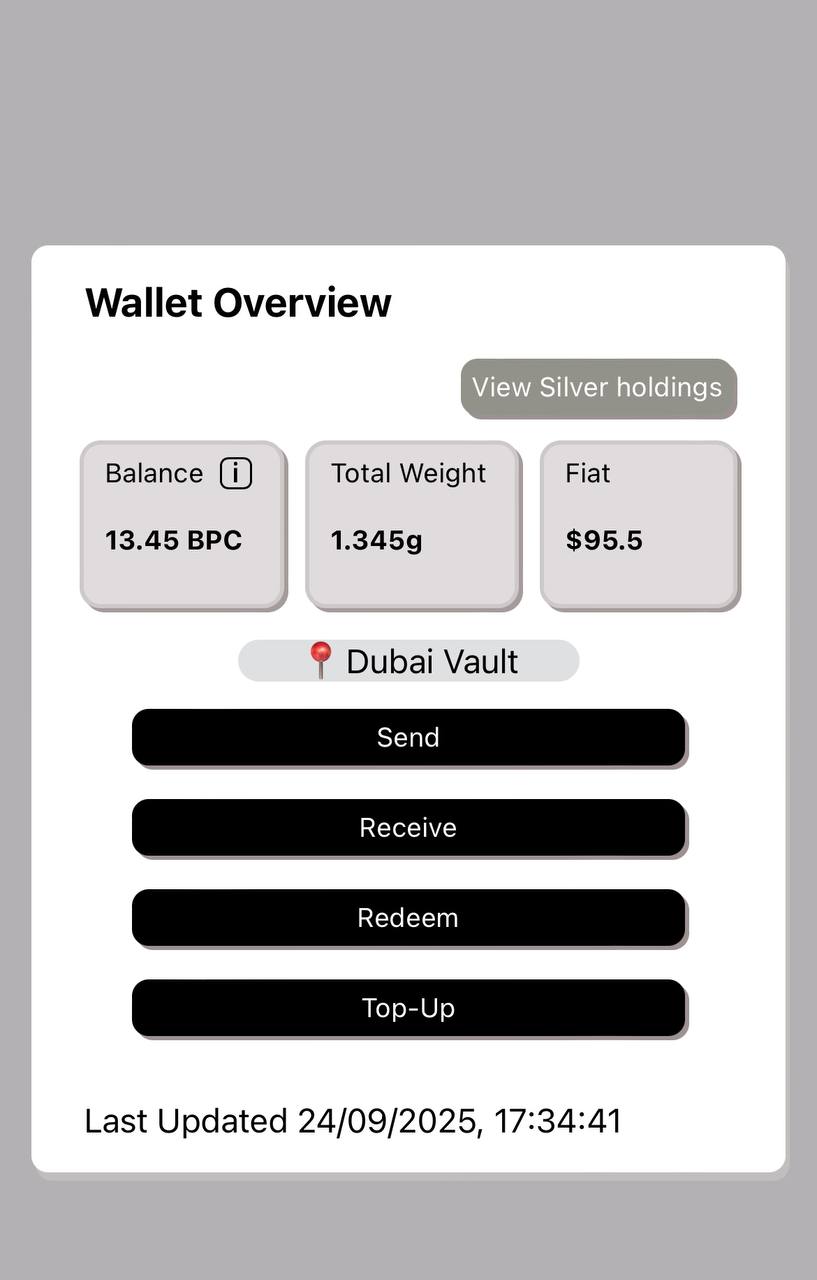 Wallet Overview
View Silver holdings
Balance i
13.45 BPC
Total Weight
1.345g
Fiat
$95.5
📍 Dubai Vault
Send
Receive
Redeem
Top-Up
Last Updated 24/09/2025, 17:34:41